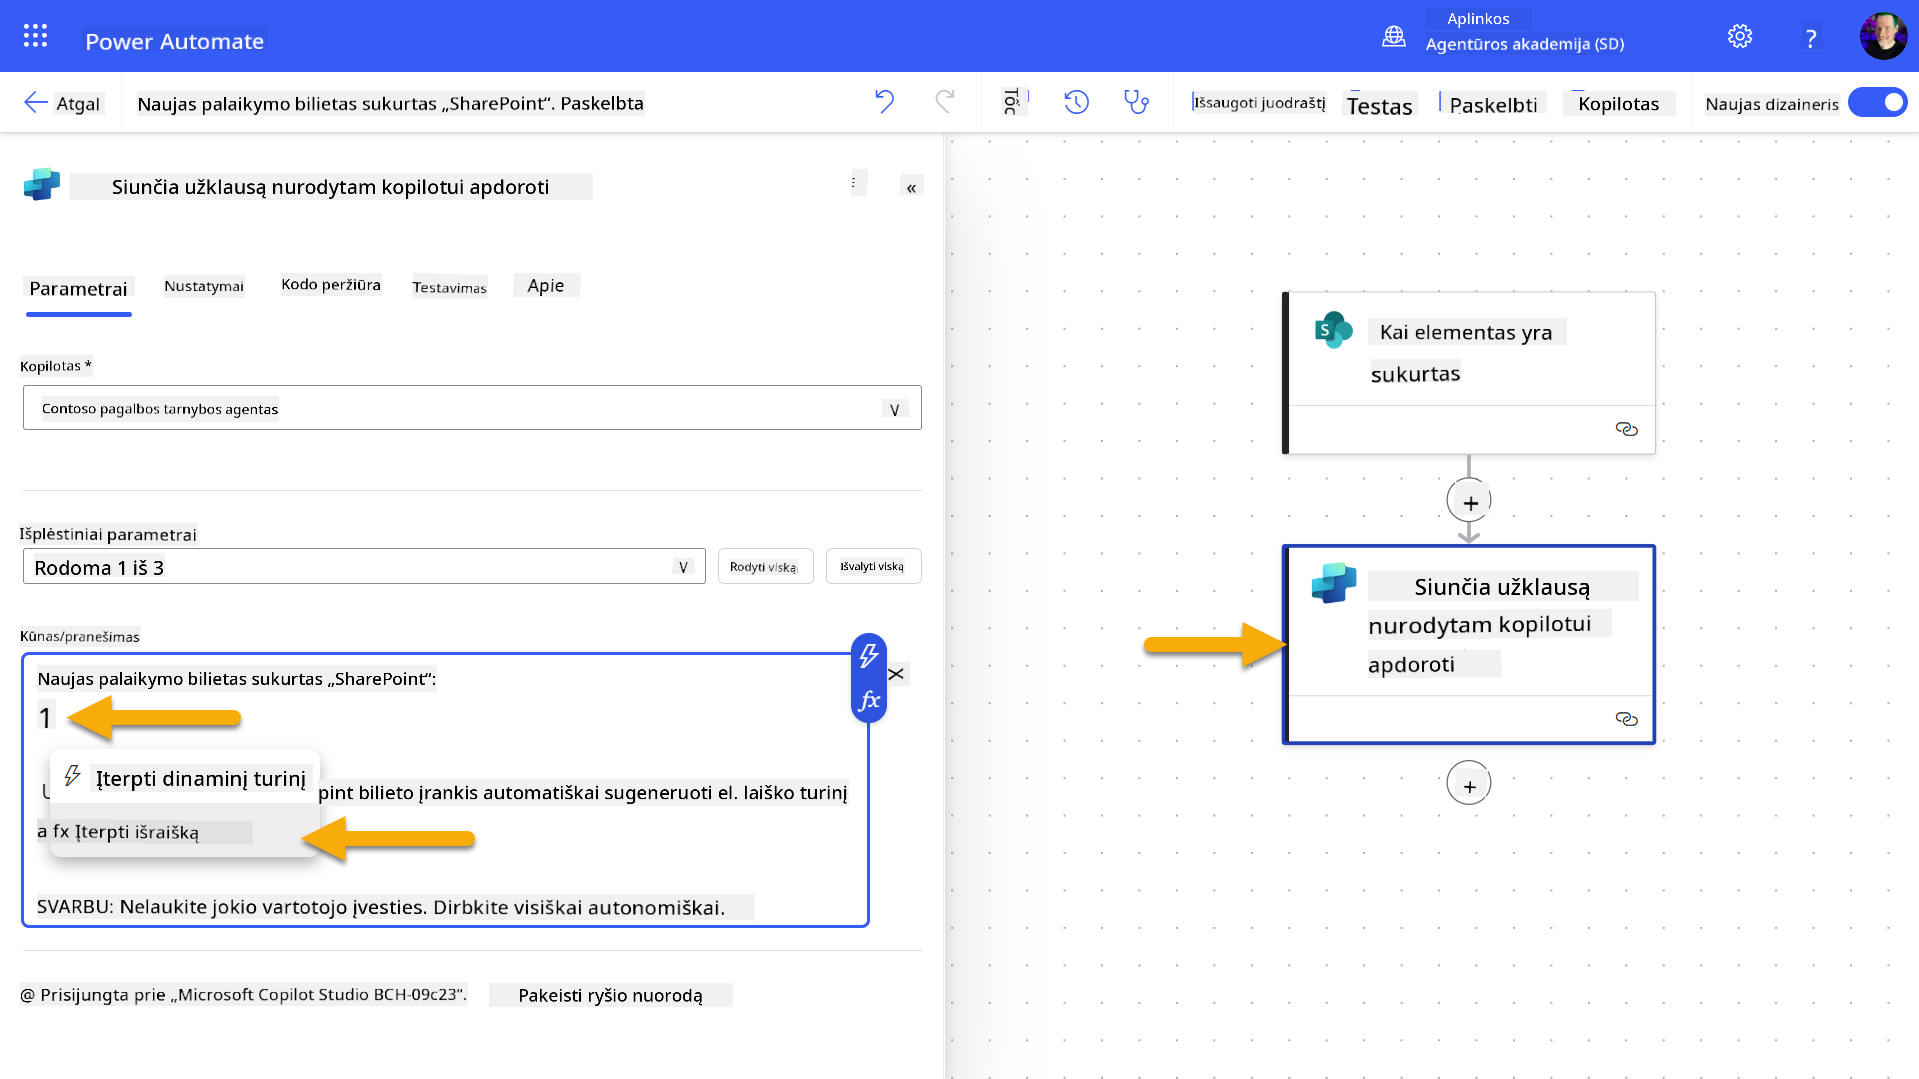 Power Automate
Aplinkos
Agentūros akademija (SD)
?
Atgal
Naujas palaikymo bilietas sukurtas „SharePoint“. Paskelbta
Išsaugoti juodraštį
Testas
Paskelbti
Kopilotas
Naujas dizaineris
Siunčia užklausą nurodytam kopilotui apdoroti
«
Parametrai
Nustatymai
Kodo peržiūra
Testavimas
Apie
Kopilotas *
Contoso pagalbos tarnybos agentas
V
Išplėstiniai parametrai
Rodoma 1 iš 3
V
Rodyti viską
Išvalyti viską
Kūnas/pranešimas
Naujas palaikymo bilietas sukurtas „SharePoint“:
fx
1
Įterpti dinaminį turinį
pint bilieto įrankis automatiškai sugeneruoti el. laiško turinį
a fx Įterpti išraišką
SVARBU: Nelaukite jokio vartotojo įvesties. Dirbkite visiškai autonomiškai.
@ Prisijungta prie „Microsoft Copilot Studio BCH-09c23“.
Pakeisti ryšio nuorodą
S
Kai elementas yra
sukurtas
+
Siunčia užklausą
nurodytam kopilotui
apdoroti
+